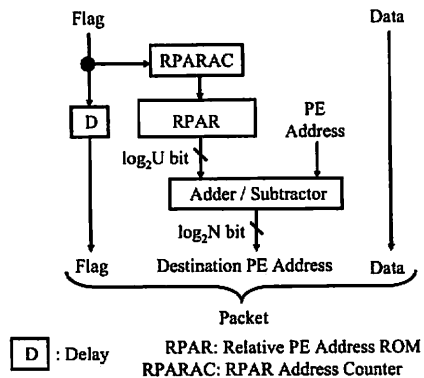 Flag
Data
RPARAC
PE
Address
D
RPAR
log₂U bit
Adder / Subtractor
log₂N bit
Flag
Destination PE Address
Data
Packet
D : Delay
RPAR: Relative PE Address ROM
RPARAC: RPAR Address Counter